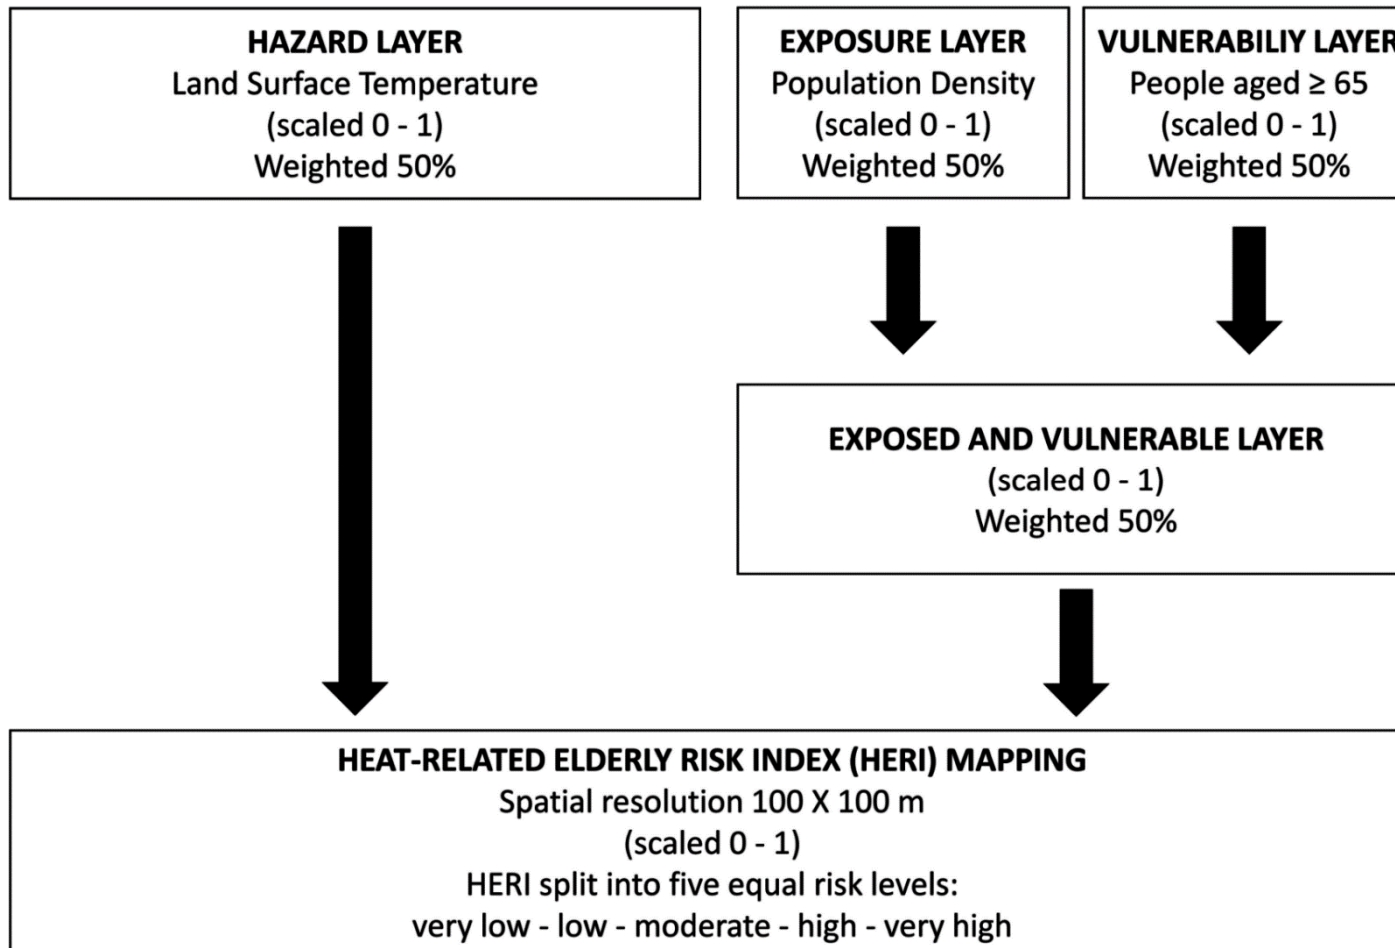 HAZARD LAYER
Land Surface Temperature
(scaled 0 - 1)
Weighted 50%
EXPOSURE LAYER
Population Density
(scaled 0 - 1)
Weighted 50%
VULNERABILIY LAYER
People aged ≥ 65
(scaled 0 - 1)
Weighted 50%
EXPOSED AND VULNERABLE LAYER
(scaled 0 - 1)
Weighted 50%
HEAT-RELATED ELDERLY RISK INDEX (HERI) MAPPING
Spatial resolution 100 X 100 m
(scaled 0 - 1)
HERI split into five equal risk levels:
very low - low - moderate - high - very high